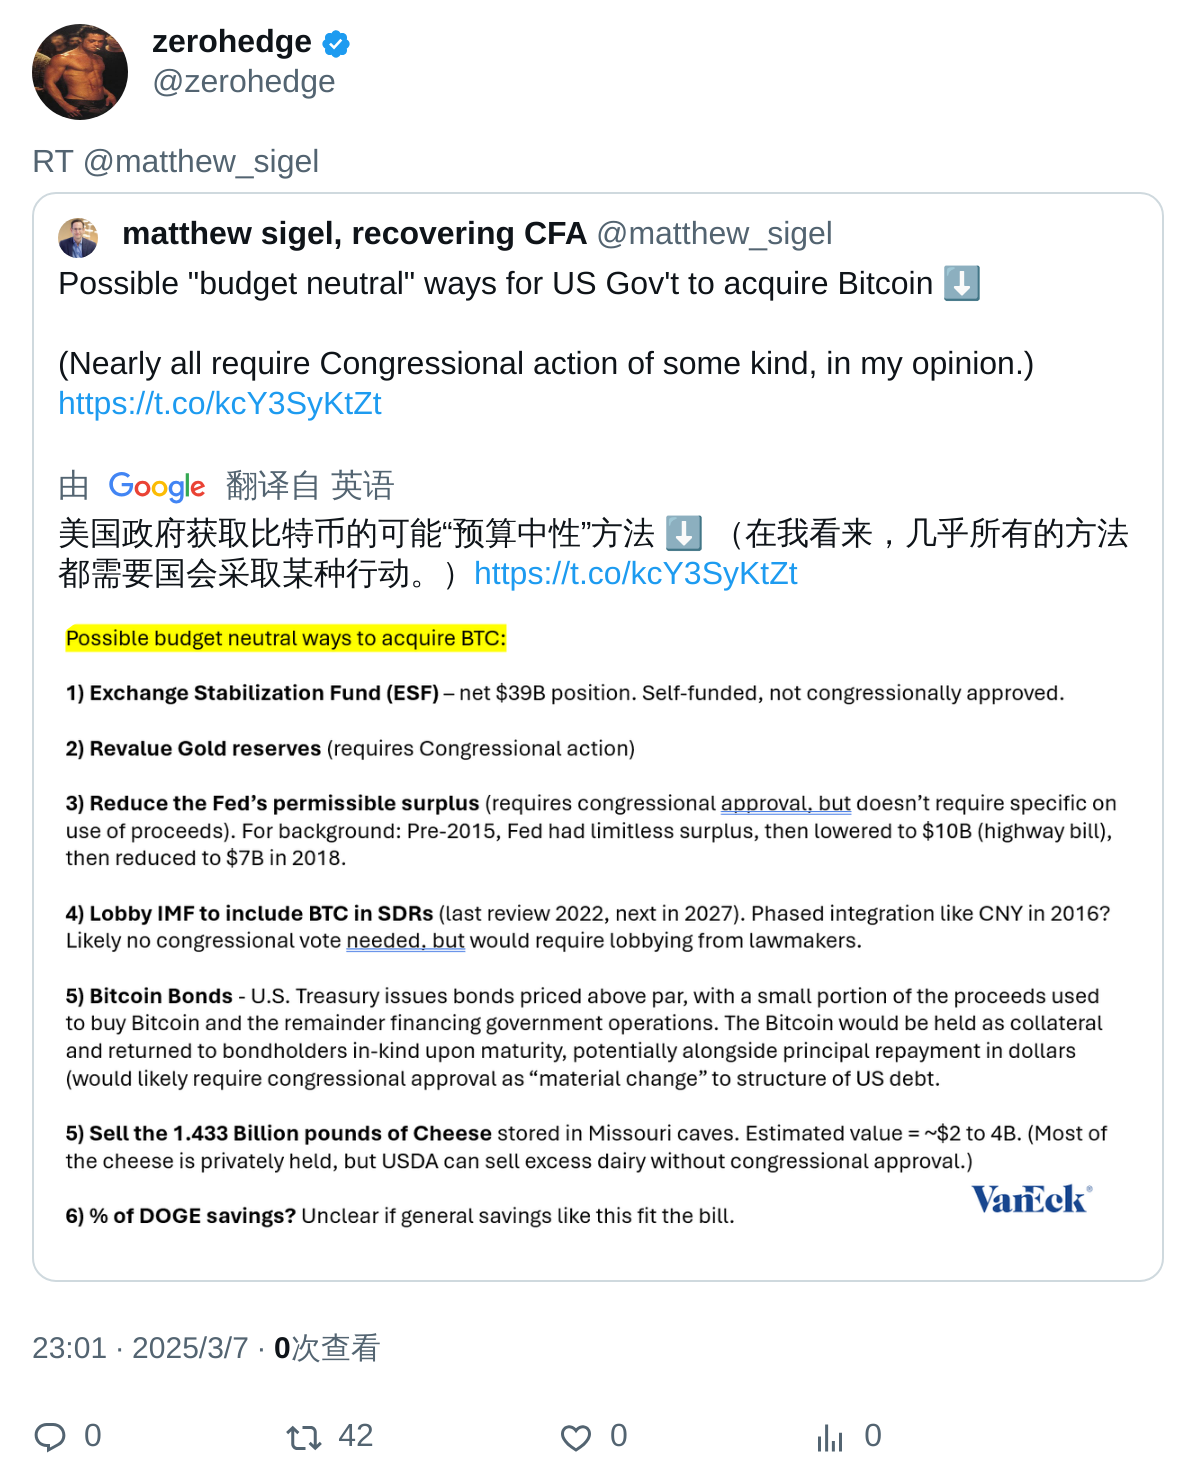 zerohedge
@zerohedge
RT @matthew_sigel
matthew sigel, recovering CFA @matthew_sigel
Possible "budget neutral" ways for US Gov't to acquire Bitcoin ⬇️
(Nearly all require Congressional action of some kind, in my opinion.)
https://t.co/kcY3SyKtZt
由 Google 翻译自 英语
美国政府获取比特币的可能“预算中性”方法 ⬇️ （在我看来，几乎所有的方法
都需要国会采取某种行动。）https://t.co/kcY3SyKtZt
Possible budget neutral ways to acquire BTC:
1) Exchange Stabilization Fund (ESF) – net $39B position. Self-funded, not congressionally approved.
2) Revalue Gold reserves (requires Congressional action)
3) Reduce the Fed’s permissible surplus (requires congressional approval, but doesn’t require specific on
use of proceeds). For background: Pre-2015, Fed had limitless surplus, then lowered to $10B (highway bill),
then reduced to $7B in 2018.
4) Lobby IMF to include BTC in SDRs (last review 2022, next in 2027). Phased integration like CNY in 2016?
Likely no congressional vote needed, but would require lobbying from lawmakers.
5) Bitcoin Bonds - U.S. Treasury issues bonds priced above par, with a small portion of the proceeds used
to buy Bitcoin and the remainder financing government operations. The Bitcoin would be held as collateral
and returned to bondholders in-kind upon maturity, potentially alongside principal repayment in dollars
(would likely require congressional approval as “material change” to structure of US debt.
5) Sell the 1.433 Billion pounds of Cheese stored in Missouri caves. Estimated value = ~$2 to 4B. (Most of
the cheese is privately held, but USDA can sell excess dairy without congressional approval.)
6) % of DOGE savings? Unclear if general savings like this fit the bill.
VanEck®
23:01 · 2025/3/7 · 0次查看
0 42 0 0